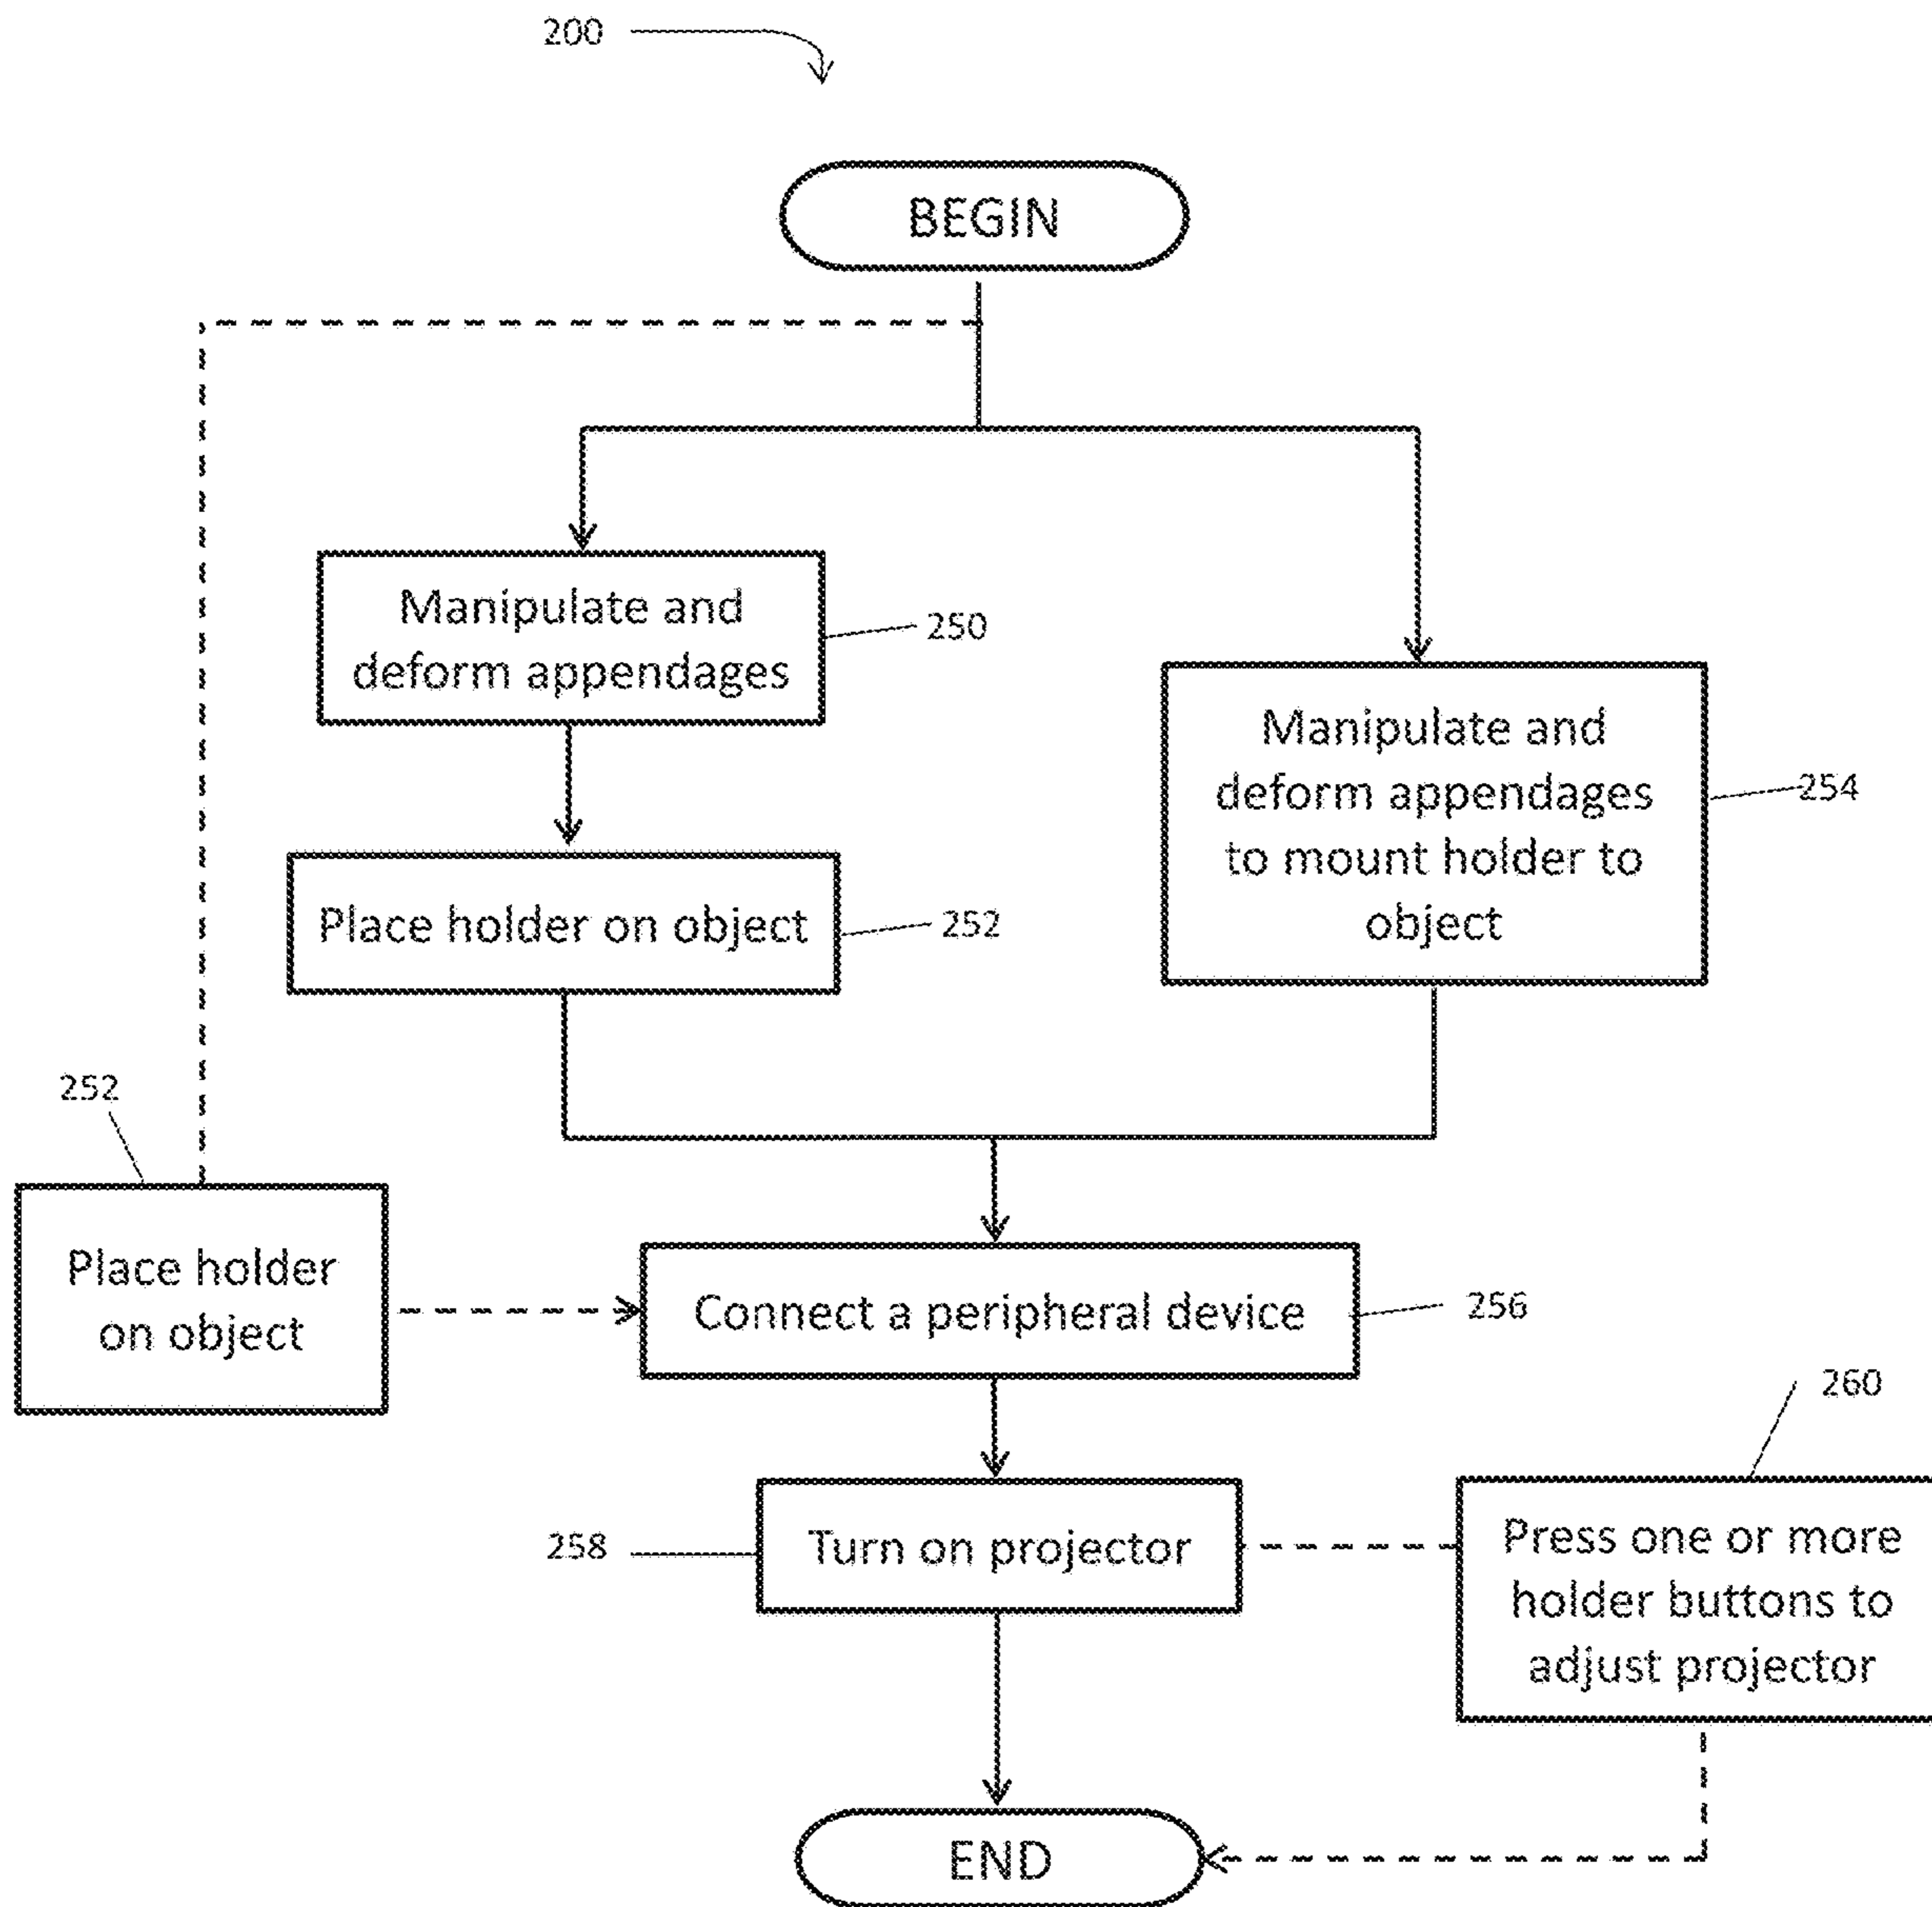 200
BEGIN
Manipulate and
deform appendages
250
Manipulate and
deform appendages
to mount holder to
object
254
Place holder on object
252
252
Place holder
on object
Connect a peripheral device
256
260
258
Turn on projector
Press one or more
holder buttons to
adjust projector
END